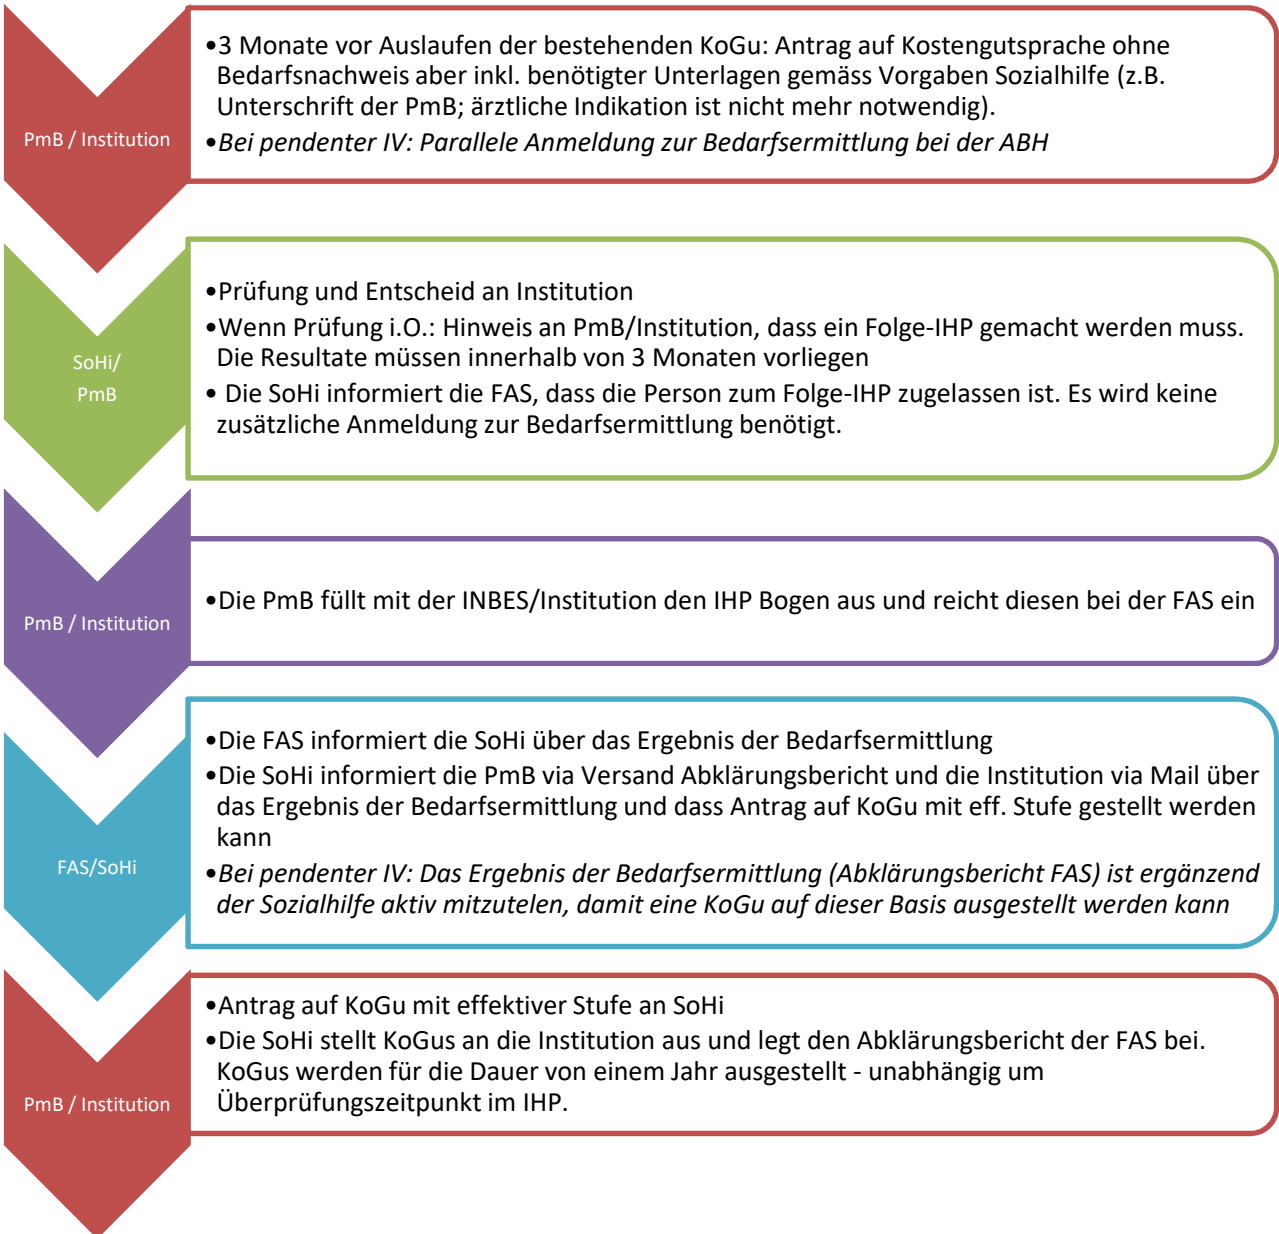 PmB / Institution
•3 Monate vor Auslaufen der bestehenden KoGu: Antrag auf Kostengutsprache ohne
Bedarfsnachweis aber inkl. benötigter Unterlagen gemäss Vorgaben Sozialhilfe (z.B.
Unterschrift der PmB; ärztliche Indikation ist nicht mehr notwendig).
•Bei pendenter IV: Parallele Anmeldung zur Bedarfsermittlung bei der ABH
SoHi/
PmB
•Prüfung und Entscheid an Institution
•Wenn Prüfung i.O.: Hinweis an PmB/Institution, dass ein Folge-IHP gemacht werden muss.
Die Resultate müssen innerhalb von 3 Monaten vorliegen
• Die SoHi informiert die FAS, dass die Person zum Folge-IHP zugelassen ist. Es wird keine
zusätzliche Anmeldung zur Bedarfsermittlung benötigt.
PmB / Institution
•Die PmB füllt mit der INBES/Institution den IHP Bogen aus und reicht diesen bei der FAS ein
FAS/SoHi
•Die FAS informiert die SoHi über das Ergebnis der Bedarfsermittlung
•Die SoHi informiert die PmB via Versand Abklärungsbericht und die Institution via Mail über
das Ergebnis der Bedarfsermittlung und dass Antrag auf KoGu mit eff. Stufe gestellt werden
kann
•Bei pendenter IV: Das Ergebnis der Bedarfsermittlung (Abklärungsbericht FAS) ist ergänzend
der Sozialhilfe aktiv mitzutelen, damit eine KoGu auf dieser Basis ausgestellt werden kann
PmB / Institution
•Antrag auf KoGu mit effektiver Stufe an SoHi
•Die SoHi stellt KoGus an die Institution aus und legt den Abklärungsbericht der FAS bei.
KoGus werden für die Dauer von einem Jahr ausgestellt - unabhängig um
Überprüfungszeitpunkt im IHP.